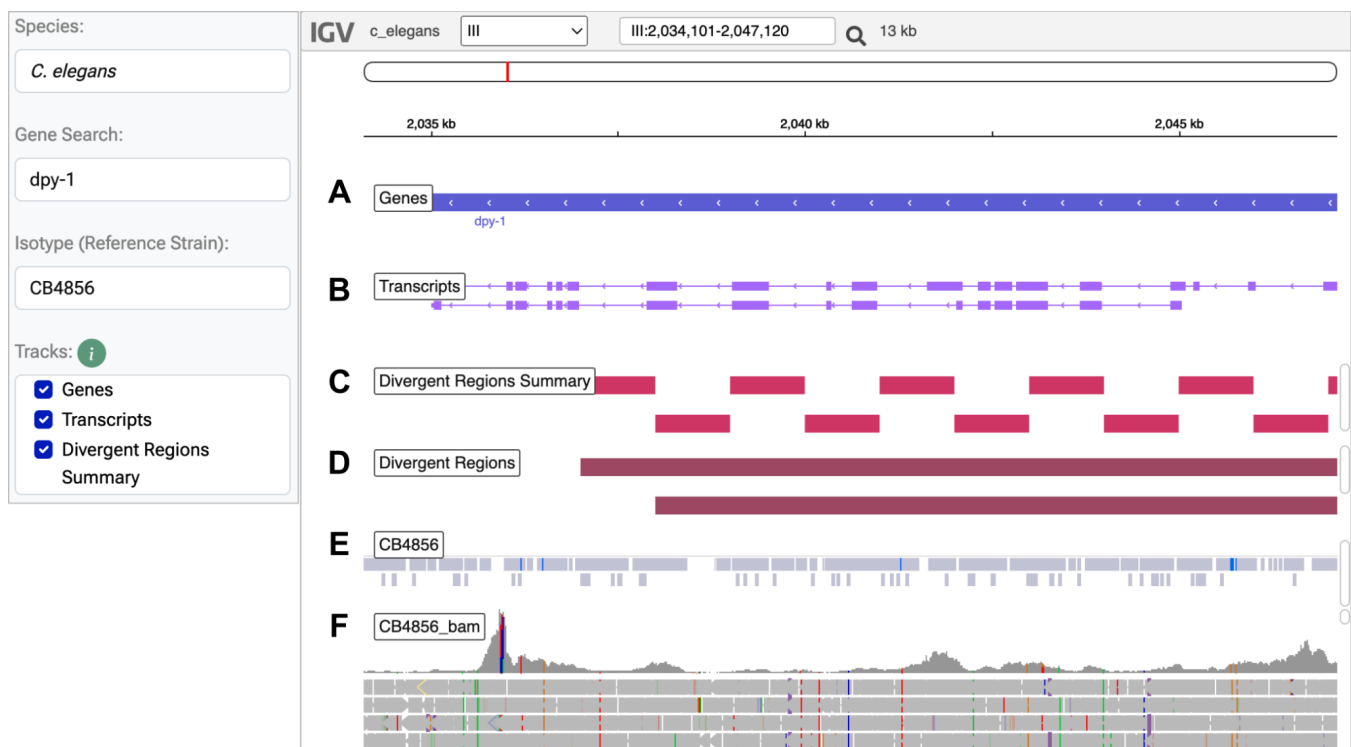 Species:
C. elegans
Gene Search:
dpy-1
Isotype (Reference Strain):
CB4856
Tracks: i
Genes
Transcripts
Divergent Regions
Summary
IGV c_elegans III III:2,034,101-2,047,120 13 kb
2,035 kb 2,040 kb 2,045 kb
A Genes
dpy-1
B Transcripts
C Divergent Regions Summary
D Divergent Regions
E CB4856
F CB4856_bam